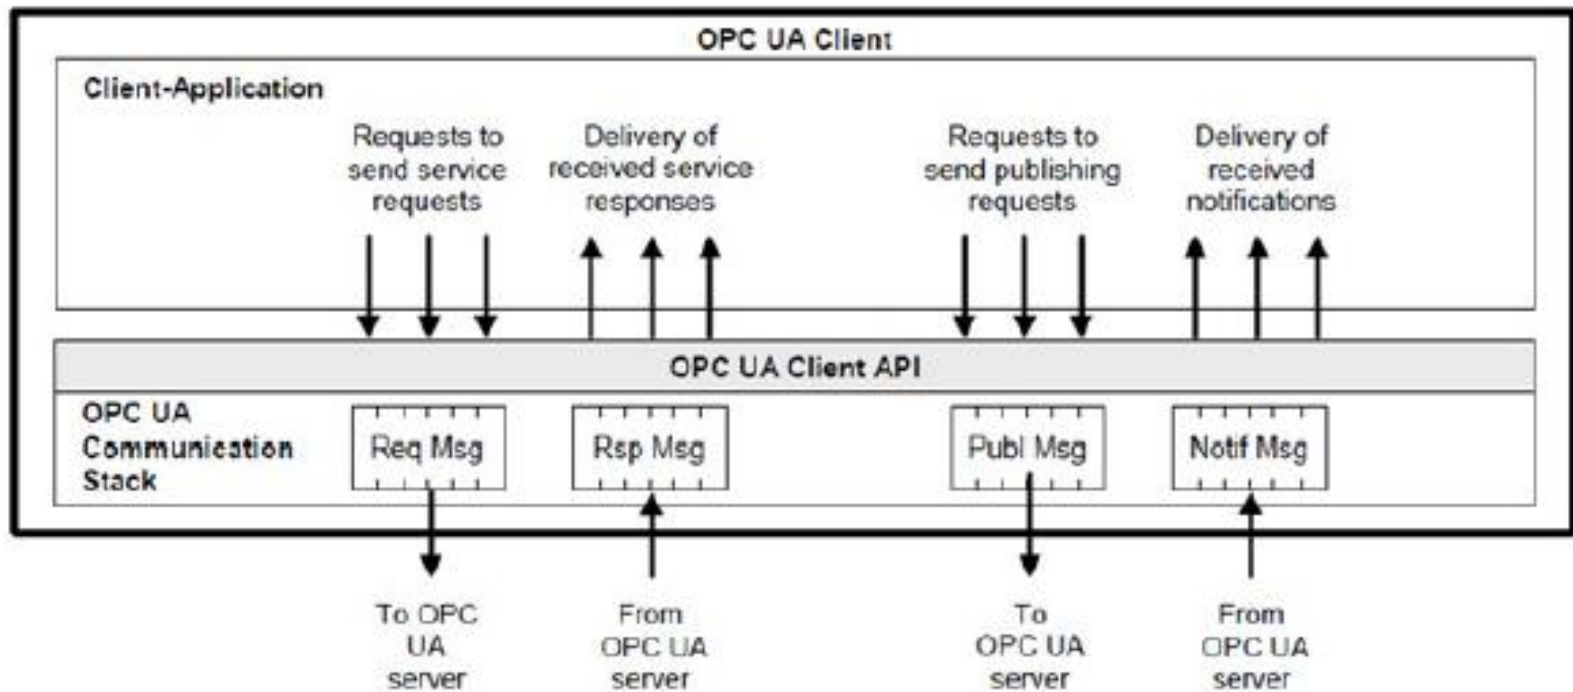 OPC UA Client
Client-Application
Requests to
send service
requests
Delivery of
received service
responses
Requests to
send publishing
requests
Delivery of
received
notifications
OPC UA Client API
OPC UA
Communication
Stack
Req Msg
Rsp Msg
Publ Msg
Notif Msg
To OPC
UA
server
From
OPC UA
server
To
OPC UA
server
From
OPC UA
server